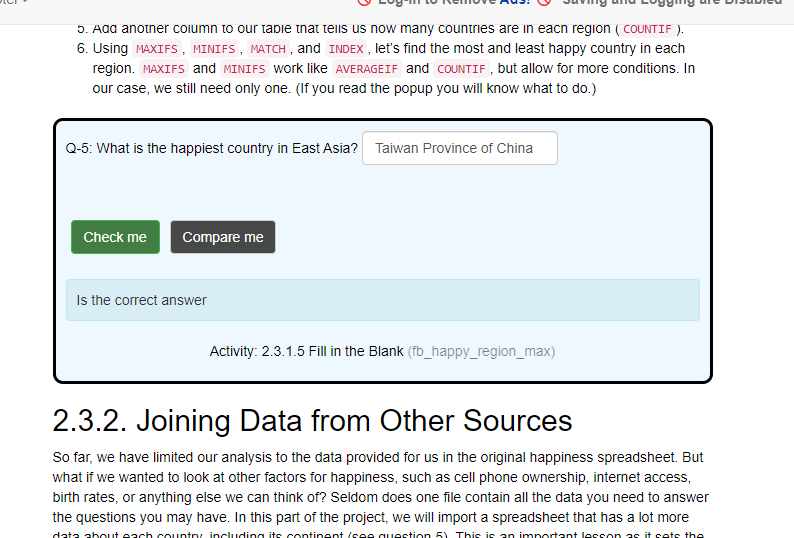 Log-in to Remove Ads! Saving and Logging are Disabled
5. Add another column to our table that tells us how many countries are in each region ( COUNTIF ).
6. Using MAXIFS , MINIFS , MATCH , and INDEX , let's find the most and least happy country in each
region. MAXIFS and MINIFS work like AVERAGEIF and COUNTIF , but allow for more conditions. In
our case, we still need only one. (If you read the popup you will know what to do.)
Q-5: What is the happiest country in East Asia? Taiwan Province of China
Check me Compare me
Is the correct answer
Activity: 2.3.1.5 Fill in the Blank (fb_happy_region_max)
2.3.2. Joining Data from Other Sources
So far, we have limited our analysis to the data provided for us in the original happiness spreadsheet. But
what if we wanted to look at other factors for happiness, such as cell phone ownership, internet access,
birth rates, or anything else we can think of? Seldom does one file contain all the data you need to answer
the questions you may have. In this part of the project, we will import a spreadsheet that has a lot more
data about each country, including its continent (see question 5). This is an important lesson as it sets the